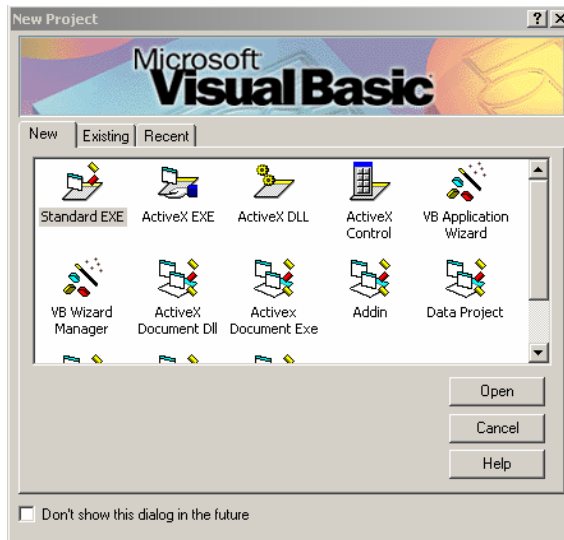 New Project
Microsoft
Visual Basic
New Existing Recent
Standard EXE ActiveX EXE ActiveX DLL ActiveX Control VB Application Wizard
VB Wizard Manager ActiveX Document Dll Activex Document Exe Addin Data Project
Open
Cancel
Help
Don't show this dialog in the future